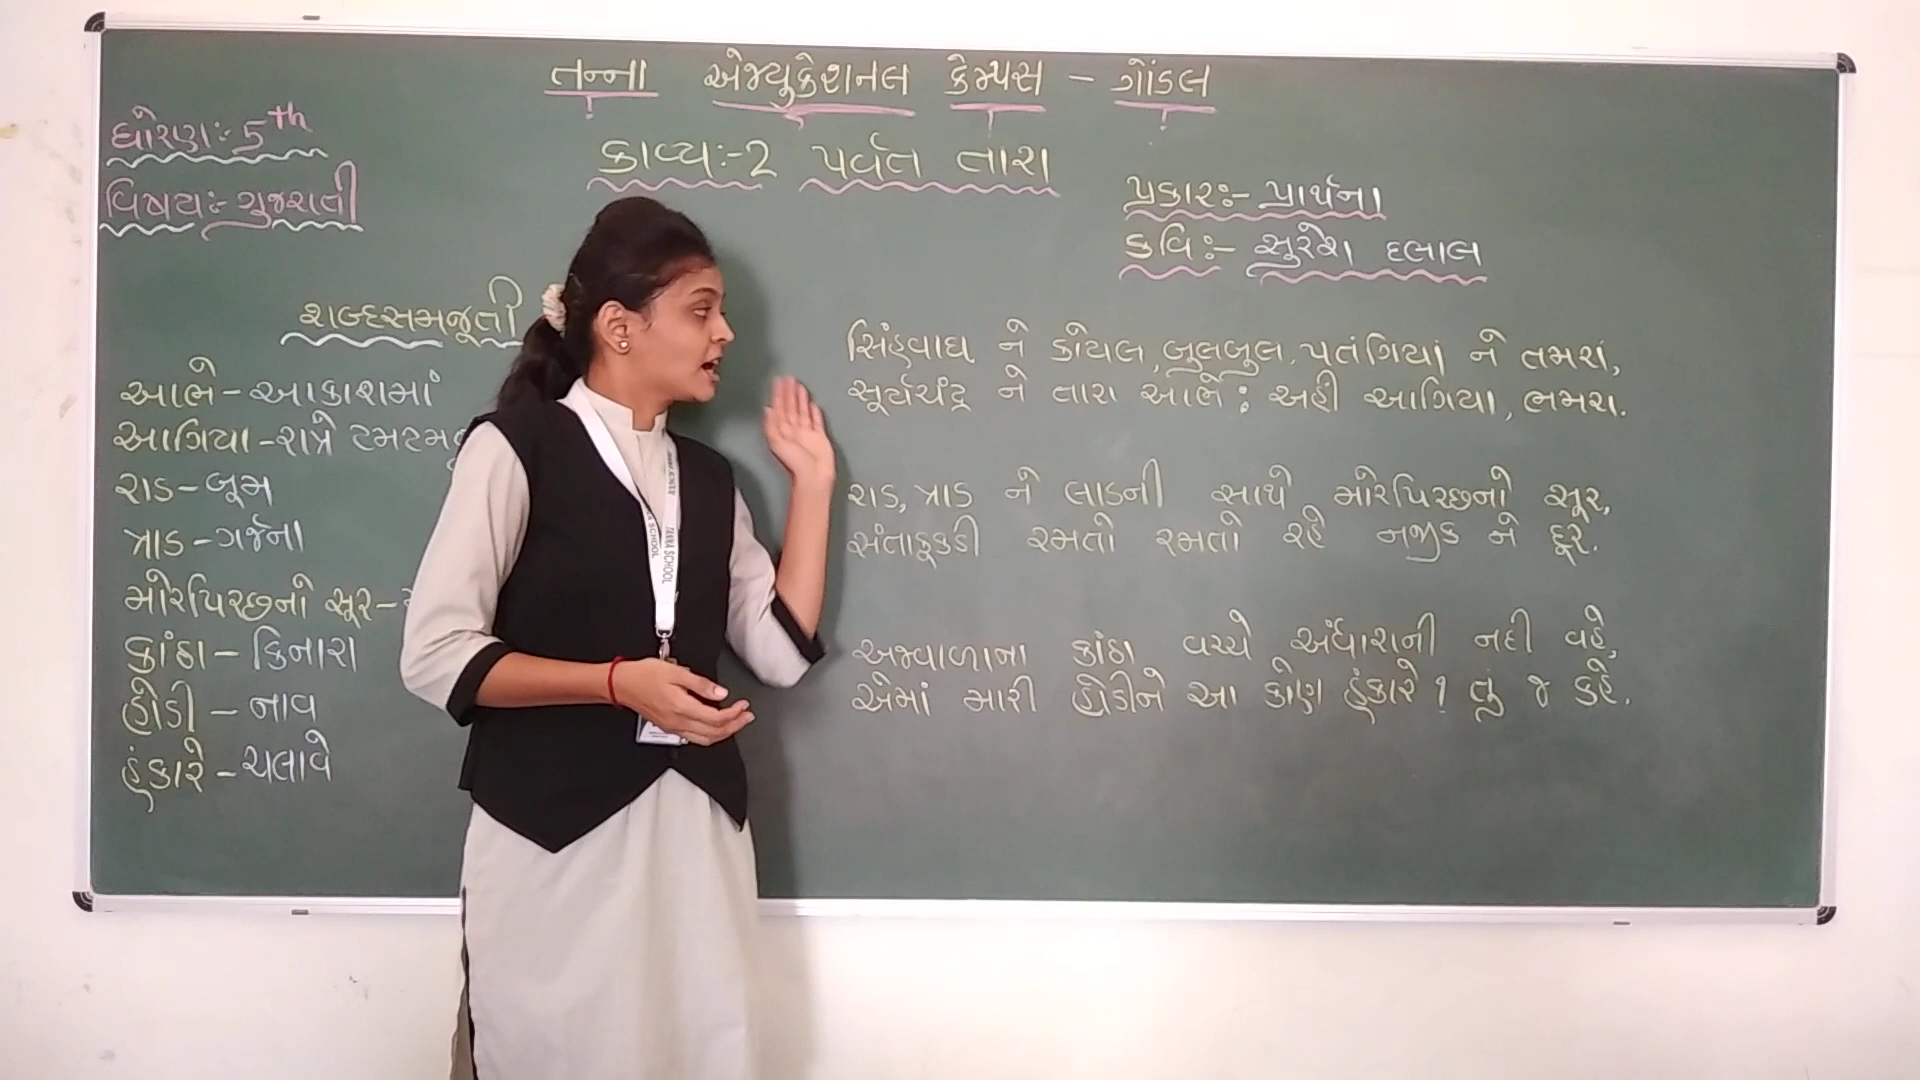 તન્ના એજ્યુકેશનલ કેમ્પસ - ગોંડલ
ધોરણ:- 5th
વિષય:- ગુજરાતી
કાવ્ય:-2 પર્વત તારા
પ્રકાર:- પ્રાર્થના
કવિ:- સુરેશ દલાલ
શબ્દસમજૂતી
આભે - આકાશમાં
આગિયા - રાત્રે
રાડ - બૂમ
ત્રાડ - ગર્જના
મોરપિચ્છનો સૂર -
કાંઠા - કિનારા
હોડી - નાવ
હંકારે - ચલાવે
સિંહવાઘ ને કોયલ, બુલબુલ, પતંગિયાં ને તમરાં,
સૂર્યચંદ્ર ને તારા આભે; અહીં આગિયા, ભમરા.
રાડ, ત્રાડ ને લાડની સાથે મોરપિચ્છનો સૂર,
સંતાકૂકડી રમતો રમતો રહે નજીક ને દૂર.
અજવાળાના કાંઠા વચ્ચે અંધારાની નદી વહે,
એમાં મારી હોડીને આ કોણ હંકારે? તું જ કહે.
TANNA SCHOOL